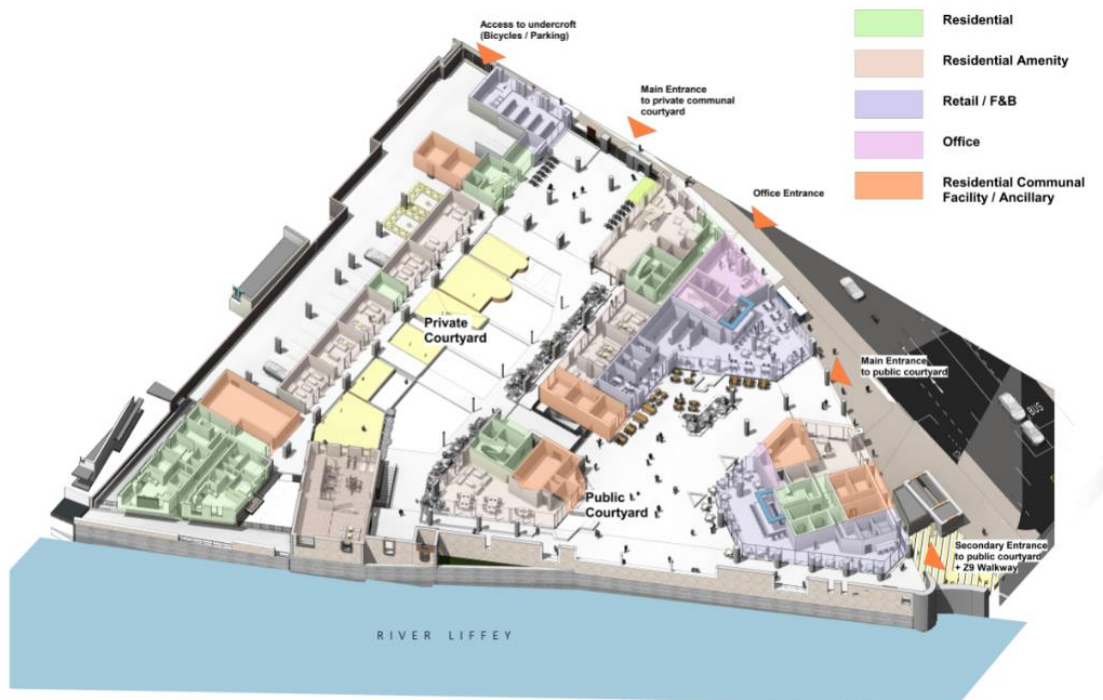 Access to undercroft
(Bicycles / Parking)
Main Entrance
to private communal
courtyard
Office Entrance
Residential
Residential Amenity
Retail / F&B
Office
Residential Communal
Facility / Ancillary
Private
Courtyard
Main Entrance
to public courtyard
BUS
Public
Courtyard
Secondary Entrance
to public courtyard
+ Z9 Walkway
RIVER LIFFEY